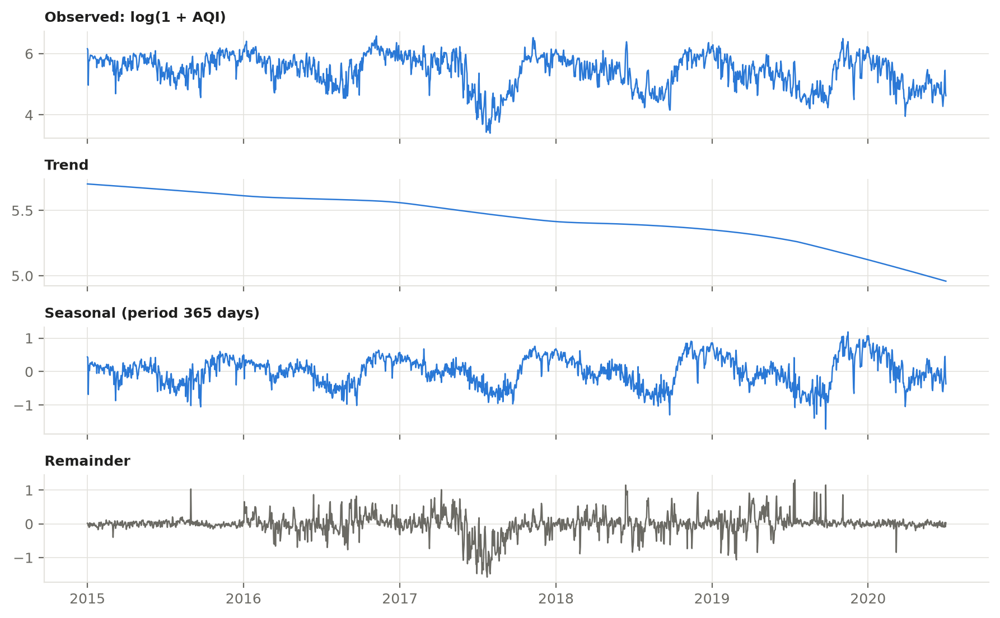 Observed: log(1 + AQI)
6
4
Trend
5.5
5.0
Seasonal (period 365 days)
1
0
−1
Remainder
1
0
−1
2015 2016 2017 2018 2019 2020